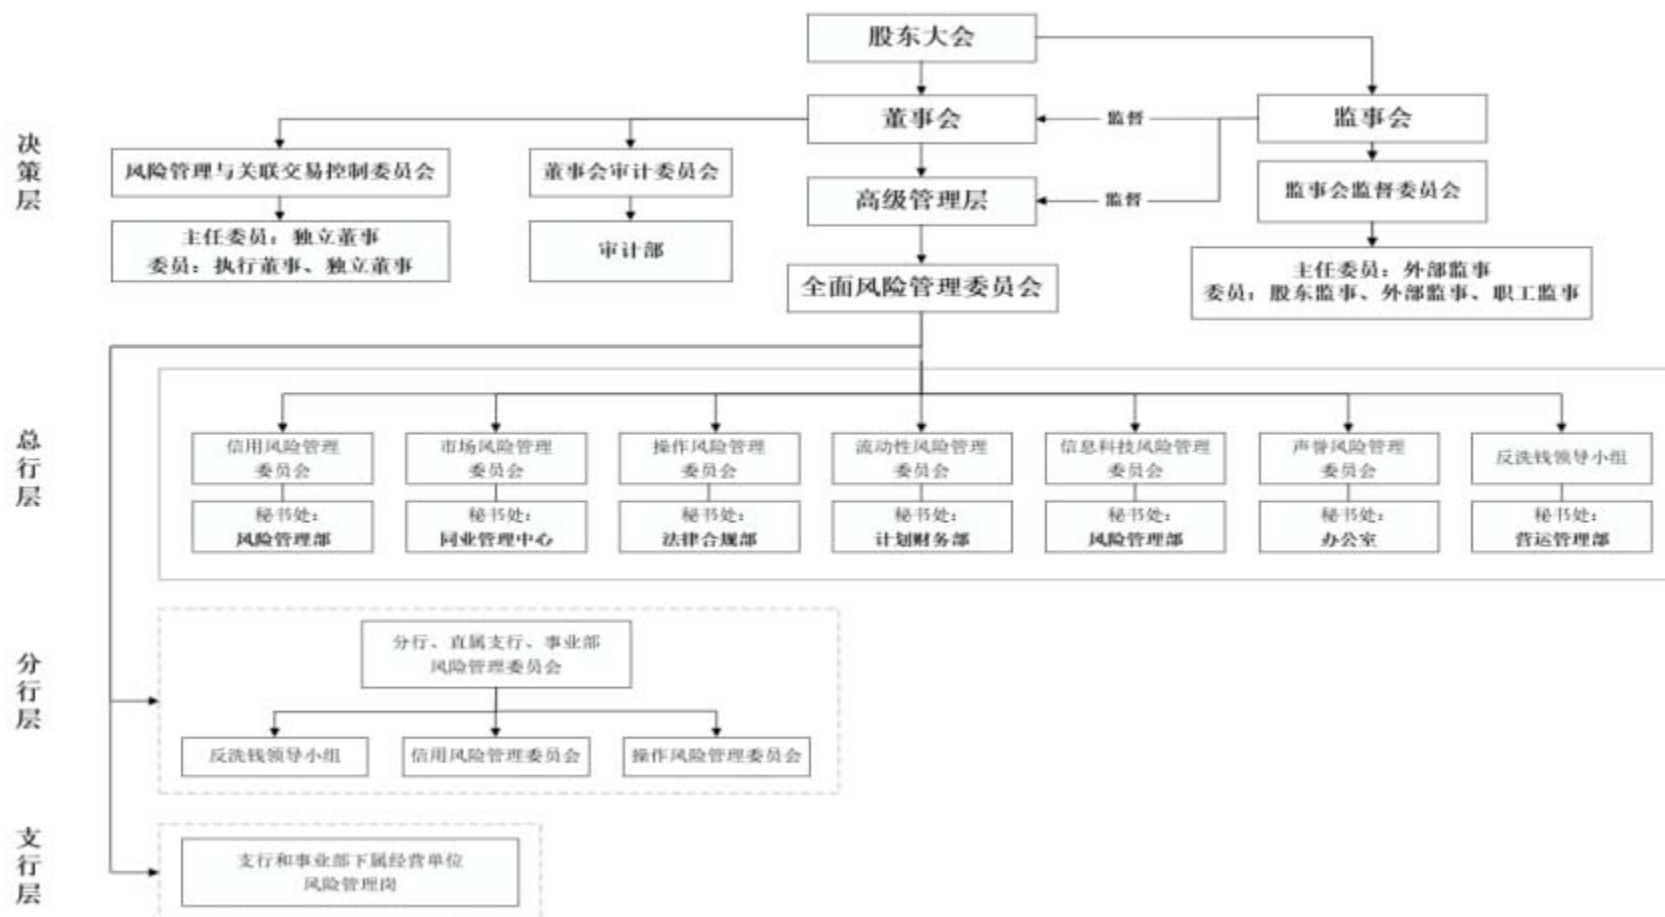 决策层
股东大会
董事会
监督
监事会
风险管理与关联交易控制委员会
董事会审计委员会
高级管理层
监督
监事会监督委员会
主任委员：独立董事
委员：执行董事、独立董事
审计部
全面风险管理委员会
主任委员：外部监事
委员：股东监事、外部监事、职工监事
总行层
信用风险管理
委员会
市场风险管理
委员会
操作风险管理
委员会
流动性风险管理
委员会
信息科技风险管理
委员会
声誉风险管理
委员会
反洗钱领导小组
秘书处：
风险管理部
秘书处：
同业管理中心
秘书处：
法律合规部
秘书处：
计划财务部
秘书处：
风险管理部
秘书处：
办公室
秘书处：
营运管理部
分行层
分行、直属支行、事业部
风险管理委员会
反洗钱领导小组
信用风险管理委员会
操作风险管理委员会
支行层
支行和事业部下属经营单位
风险管理岗